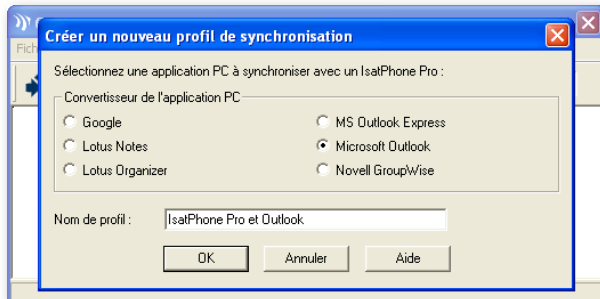 Créer un nouveau profil de synchronisation
Fich
Sélectionnez une application PC à synchroniser avec un IsatPhone Pro :
Convertisseur de l'application PC
Google
MS Outlook Express
Lotus Notes
Microsoft Outlook
Lotus Organizer
Novell GroupWise
Nom de profil :
IsatPhone Pro et Outlook
OK
Annuler
Aide